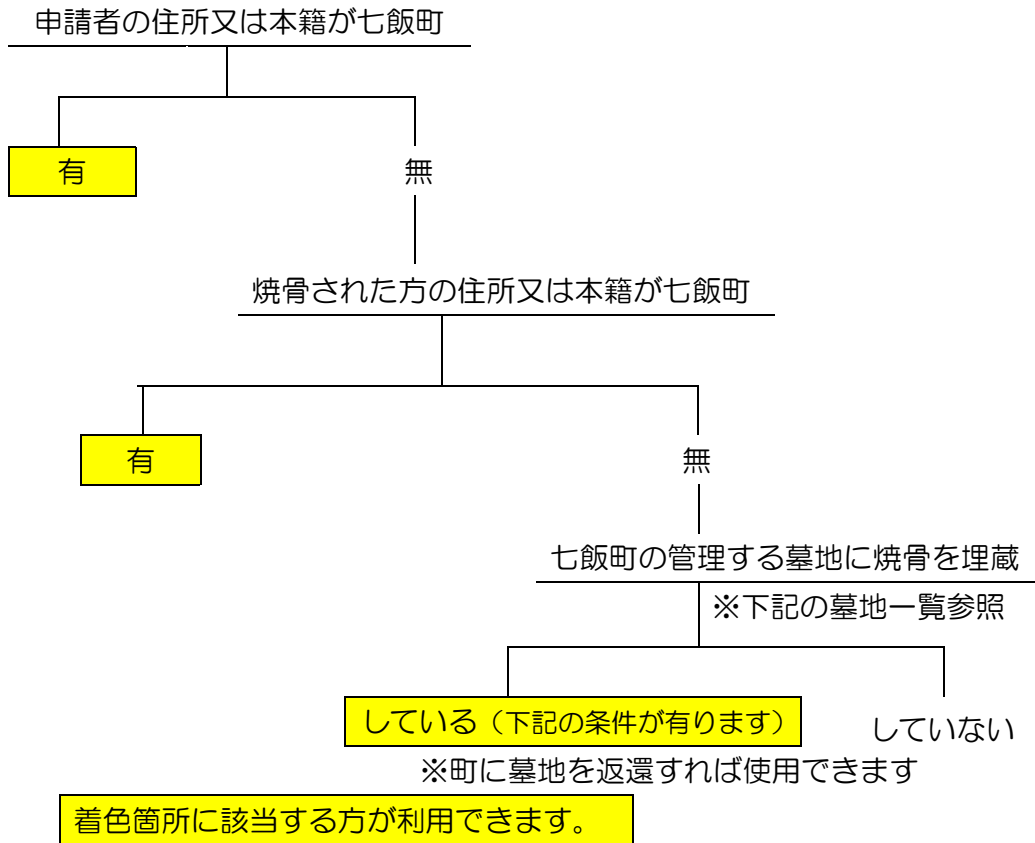 申請者の住所又は本籍が七飯町
有
無
焼骨された方の住所又は本籍が七飯町
有
無
七飯町の管理する墓地に焼骨を埋蔵
※下記の墓地一覧参照
している（下記の条件が有ります）
していない
※町に墓地を返還すれば使用できます
着色箇所に該当する方が利用できます。